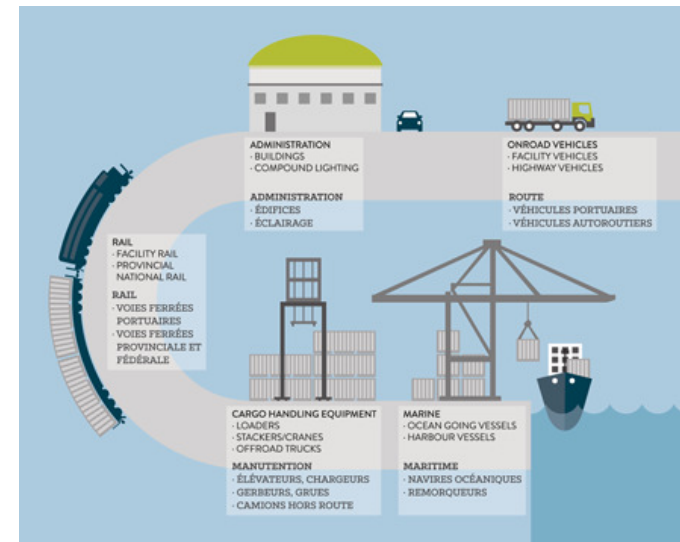 ADMINISTRATION
· BUILDINGS
· COMPOUND LIGHTING
ADMINISTRATION
· ÉDIFICES
· ÉCLAIRAGE
ONROAD VEHICLES
· FACILITY VEHICLES
· HIGHWAY VEHICLES
ROUTE
· VÉHICULES PORTUAIRES
· VÉHICULES AUTOROUTIERS
RAIL
· FACILITY RAIL
· PROVINCIAL
NATIONAL RAIL
RAIL
· VOIES FERRÉES
PORTUAIRES
· VOIES FERRÉES
PROVINCIALE ET
FÉDÉRALE
CARGO HANDLING EQUIPMENT
· LOADERS
· STACKERS/CRANES
· OFFROAD TRUCKS
MANUTENTION
· ÉLÉVATEURS, CHARGEURS
· GERBEURS, GRUES
· CAMIONS HORS ROUTE
MARINE
· OCEAN GOING VESSELS
· HARBOUR VESSELS
MARITIME
· NAVIRES OCÉANIQUES
· REMORQUEURS